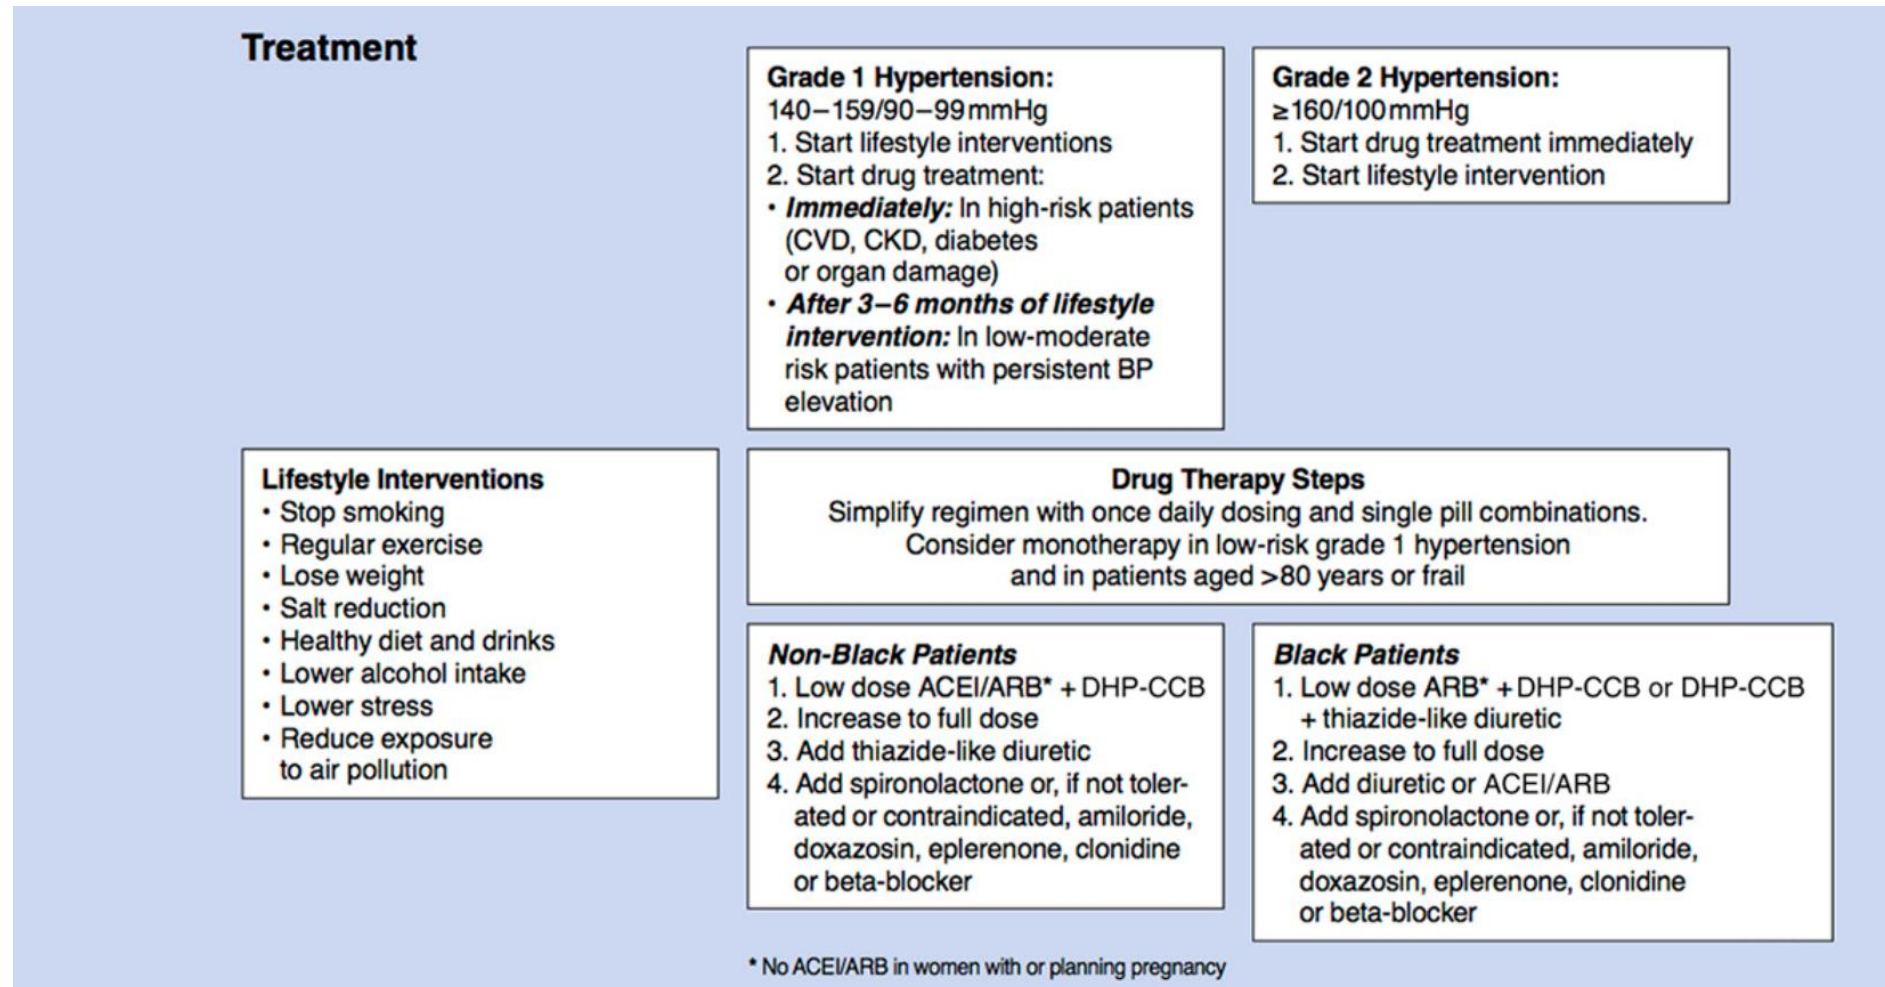 Treatment
Grade 1 Hypertension:
140–159/90–99mmHg
1. Start lifestyle interventions
2. Start drug treatment:
• Immediately: In high-risk patients
(CVD, CKD, diabetes
or organ damage)
• After 3–6 months of lifestyle
intervention: In low-moderate
risk patients with persistent BP
elevation
Grade 2 Hypertension:
≥160/100mmHg
1. Start drug treatment immediately
2. Start lifestyle intervention
Lifestyle Interventions
• Stop smoking
• Regular exercise
• Lose weight
• Salt reduction
• Healthy diet and drinks
• Lower alcohol intake
• Lower stress
• Reduce exposure
to air pollution
Drug Therapy Steps
Simplify regimen with once daily dosing and single pill combinations.
Consider monotherapy in low-risk grade 1 hypertension
and in patients aged >80 years or frail
Non-Black Patients
1. Low dose ACEI/ARB* + DHP-CCB
2. Increase to full dose
3. Add thiazide-like diuretic
4. Add spironolactone or, if not toler-
ated or contraindicated, amiloride,
doxazosin, eplerenone, clonidine
or beta-blocker
Black Patients
1. Low dose ARB* + DHP-CCB or DHP-CCB
+ thiazide-like diuretic
2. Increase to full dose
3. Add diuretic or ACEI/ARB
4. Add spironolactone or, if not toler-
ated or contraindicated, amiloride,
doxazosin, eplerenone, clonidine
or beta-blocker
* No ACEI/ARB in women with or planning pregnancy